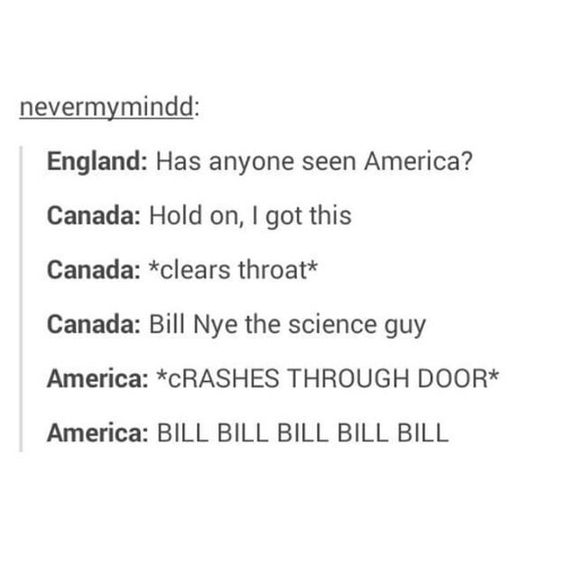 nevermymindd:
England: Has anyone seen America?
Canada: Hold on, I got this
Canada: *clears throat*
Canada: Bill Nye the science guy
America: *cRASHES THROUGH DOOR*
America: BILL BILL BILL BILL BILL